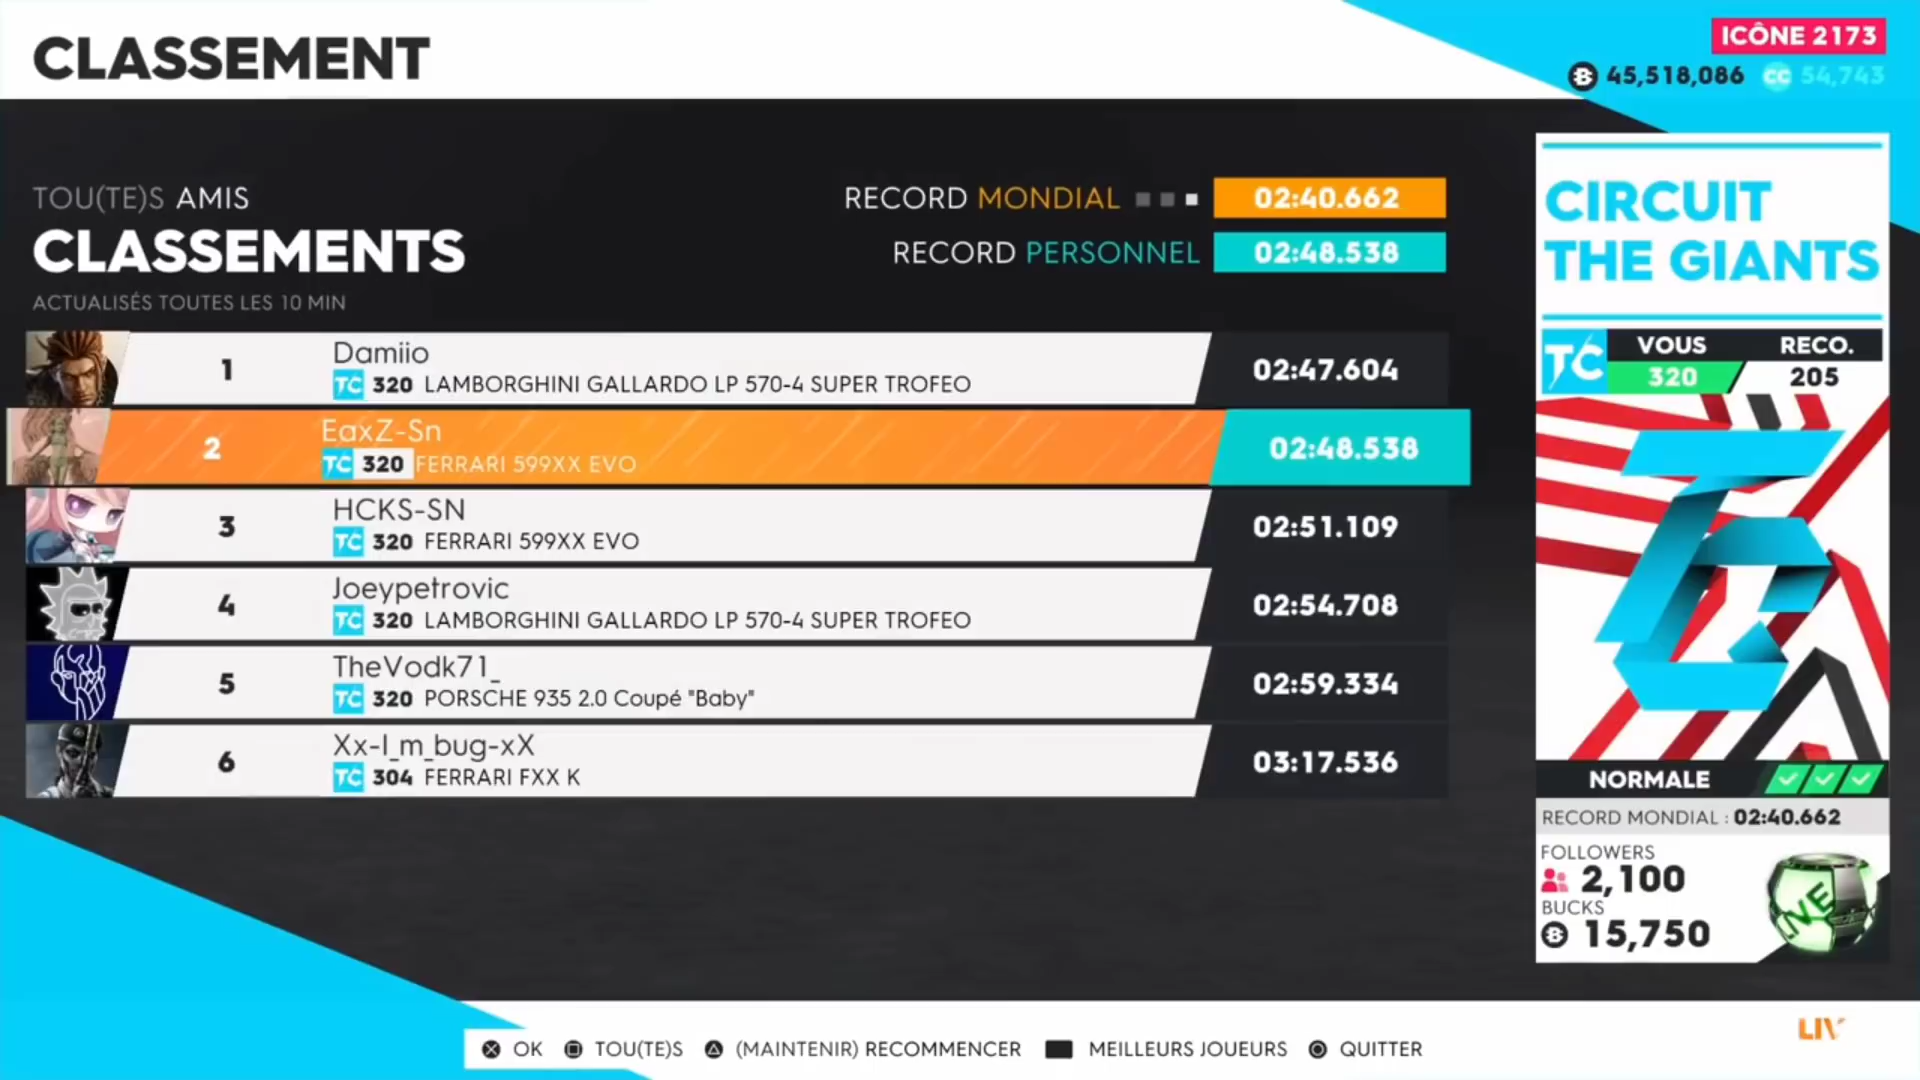 CLASSEMENT
ICÔNE 2173
45,518,086 CC 54,743
TOU(TE)S AMIS
CLASSEMENTS
ACTUALISÉS TOUTES LES 10 MIN
RECORD MONDIAL 02:40.662
RECORD PERSONNEL 02:48.538
1 Damiio
TC 320 LAMBORGHINI GALLARDO LP 570-4 SUPER TROFEO
02:47.604
2 EaxZ-Sn
TC 320 FERRARI 599XX EVO
02:48.538
3 HCKS-SN
TC 320 FERRARI 599XX EVO
02:51.109
4 Joeypetrovic
TC 320 LAMBORGHINI GALLARDO LP 570-4 SUPER TROFEO
02:54.708
5 TheVodk71_
TC 320 PORSCHE 935 2.0 Coupé "Baby"
02:59.334
6 Xx-I_m_bug-xX
TC 304 FERRARI FXX K
03:17.536
CIRCUIT
THE GIANTS
TC VOUS RECO.
320 205
NORMALE
RECORD MONDIAL : 02:40.662
FOLLOWERS
2,100
BUCKS
15,750
LIVE
OK TOU(TE)S (MAINTENIR) RECOMMENCER MEILLEURS JOUEURS QUITTER
LIV